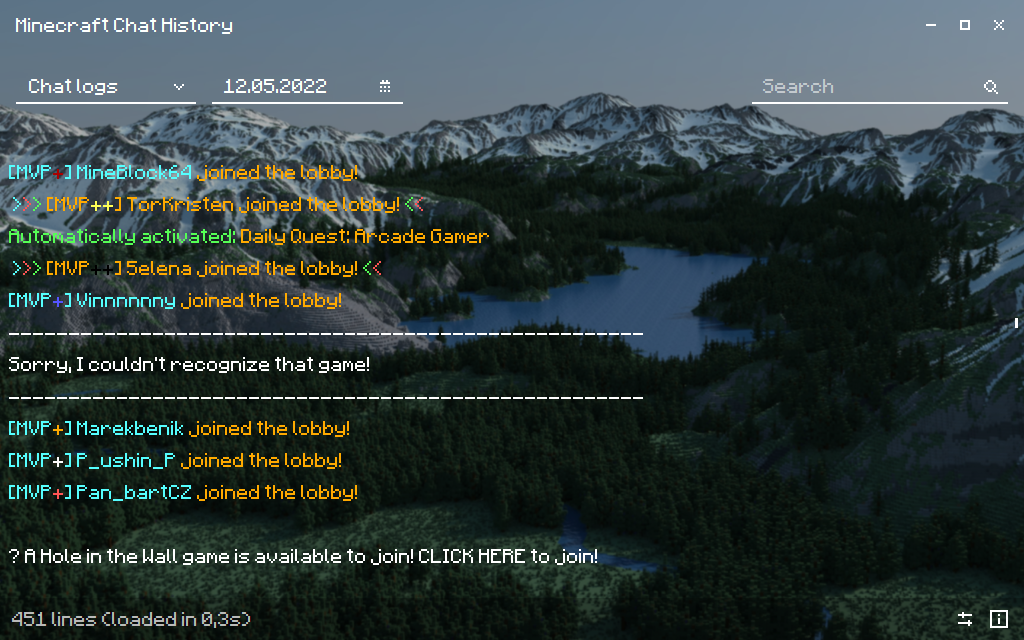 Minecraft Chat History
Chat logs 12.05.2022 Search
[MVP+] MineBlock64 joined the lobby!
>>> [MVP++] TorKristen joined the lobby! <<
Automatically activated: Daily Quest: Arcade Gamer
>>> [MVP++] 5elena joined the lobby! <<
[MVP+] Vinnnnnny joined the lobby!
-----------------------------------------------------
Sorry, I couldn't recognize that game!
-----------------------------------------------------
[MVP+] Marekbenik joined the lobby!
[MVP+] P_ushin_P joined the lobby!
[MVP+] Pan_bartCZ joined the lobby!
? A Hole in the Wall game is available to join! CLICK HERE to join!
451 lines (loaded in 0,3s)